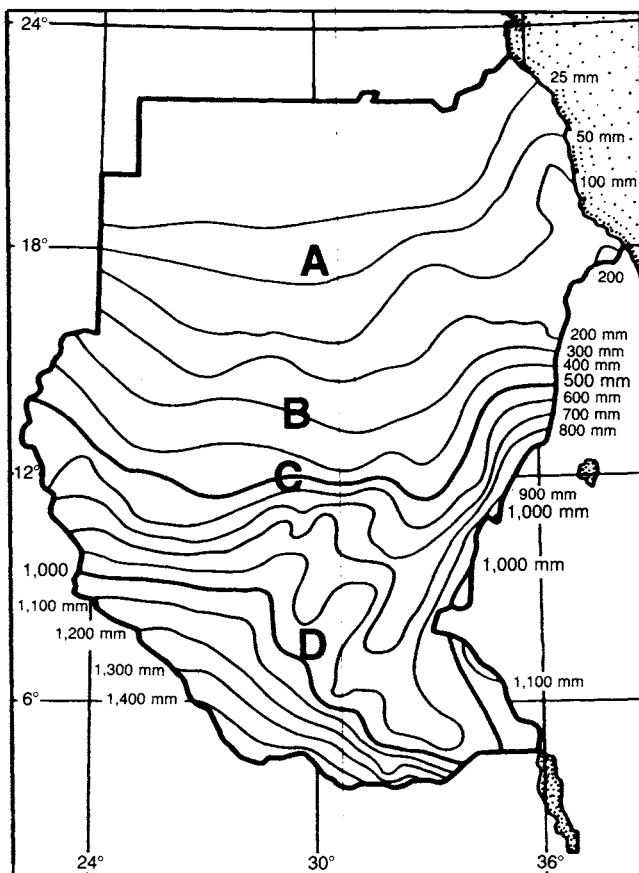 24°
25 mm
50 mm
100 mm
18°
A
200
200 mm
300 mm
400 mm
500 mm
600 mm
700 mm
800 mm
B
12°
C
900 mm
1,000 mm
1,000
1,000 mm
1,100 mm
1,200 mm
D
1,300 mm
1,100 mm
6°
1,400 mm
24°
30°
36°